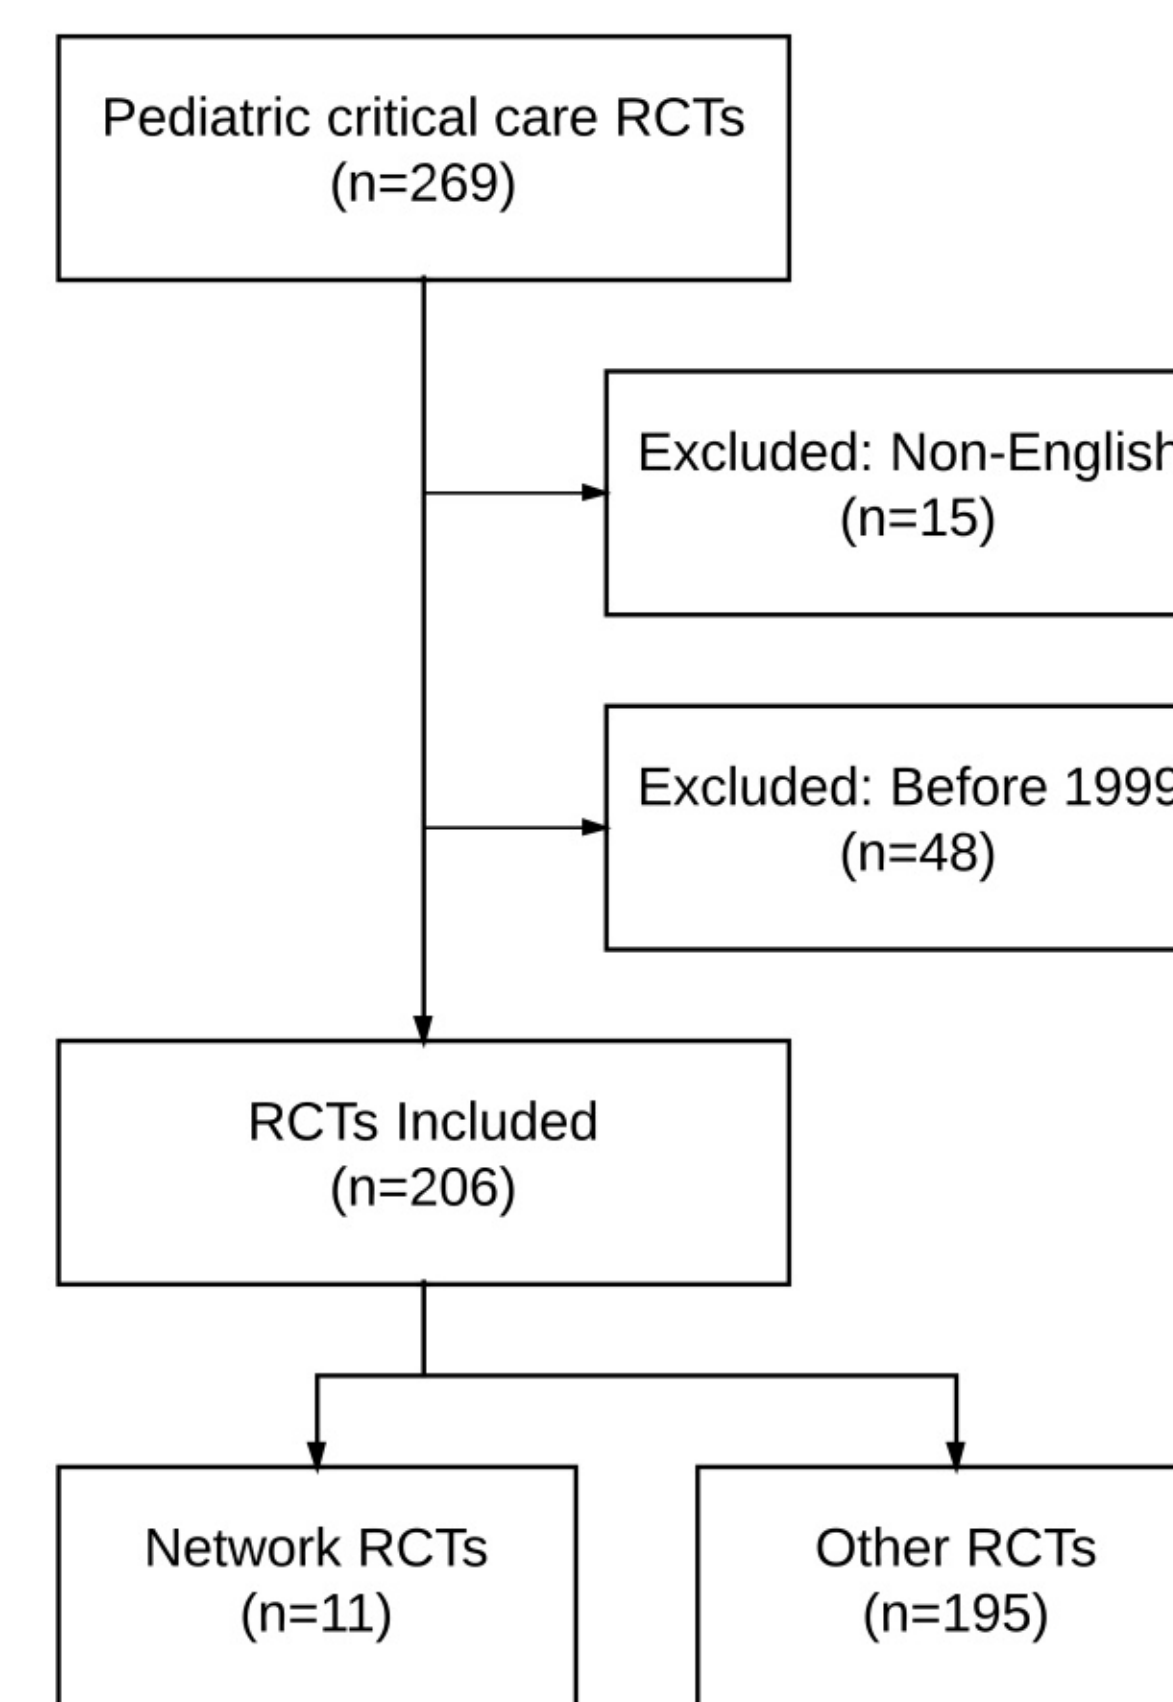 Pediatric critical care RCTs
(n=269)
Excluded: Non-English
(n=15)
Excluded: Before 1999
(n=48)
RCTs Included
(n=206)
Network RCTs
(n=11)
Other RCTs
(n=195)